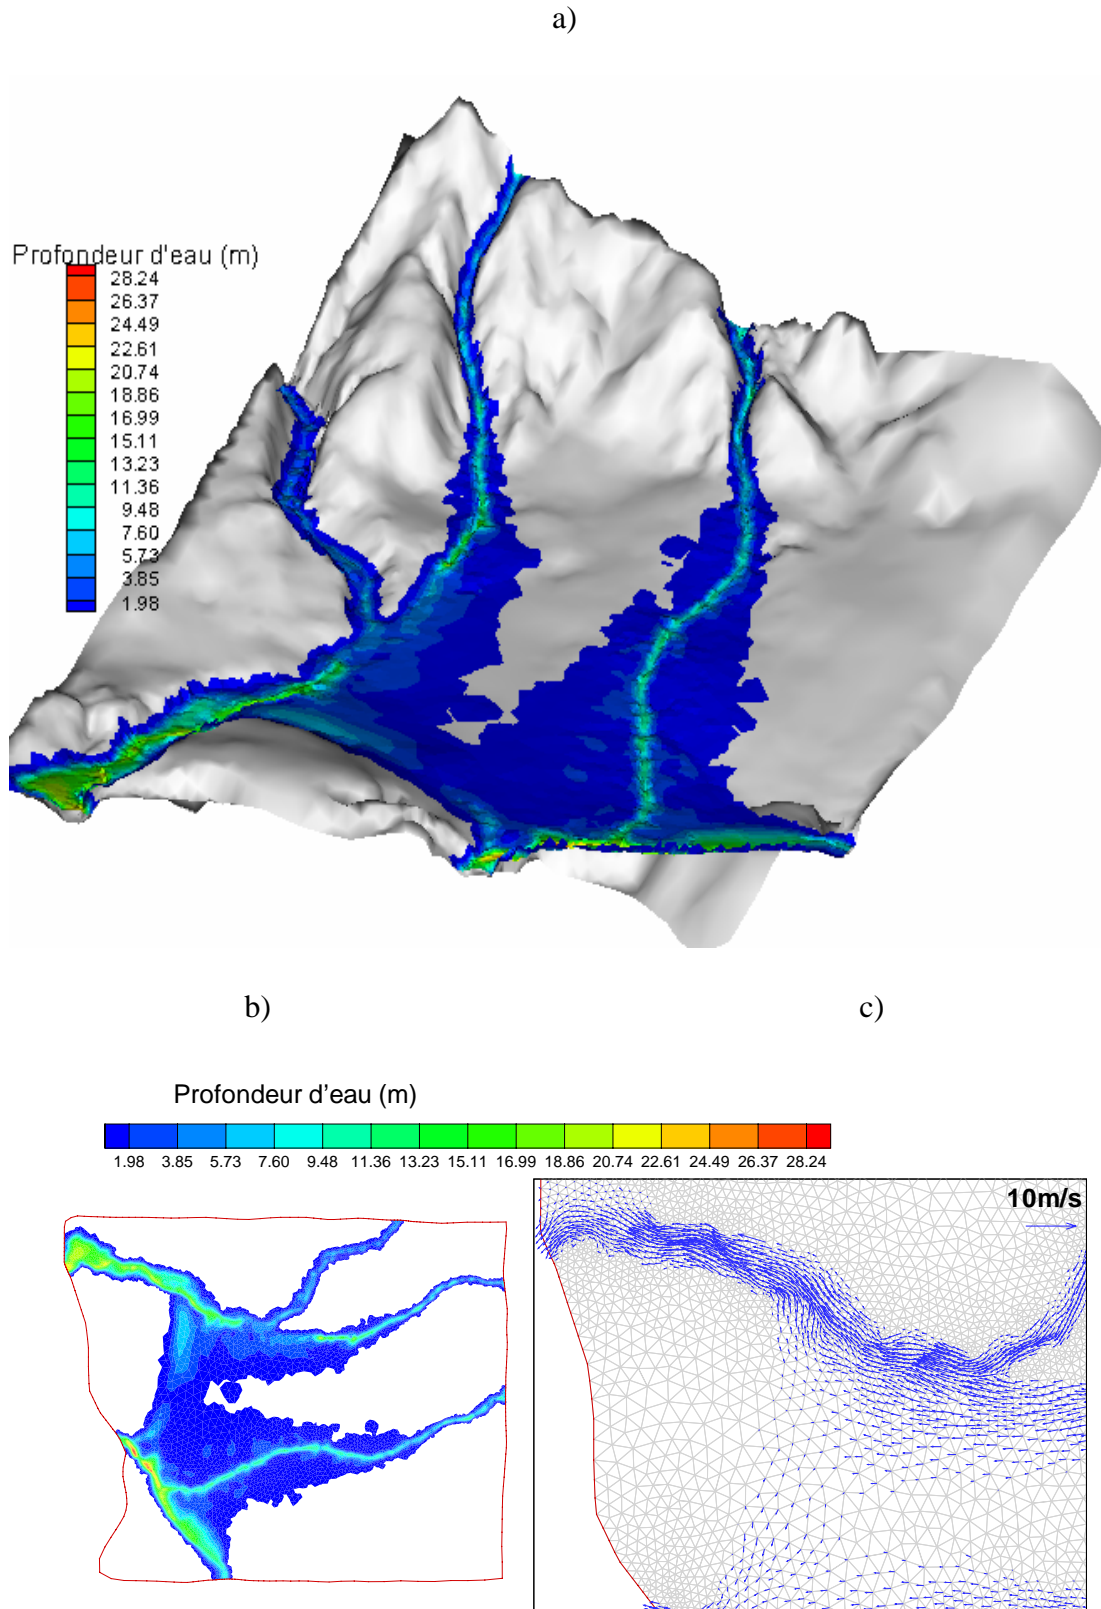 a)
Profondeur d'eau (m)
28.24
26.37
24.49
22.61
20.74
18.86
16.99
15.11
13.23
11.36
9.48
7.60
5.73
3.85
1.98
b)
c)
Profondeur d'eau (m)
1.98 3.85 5.73 7.60 9.48 11.36 13.23 15.11 16.99 18.86 20.74 22.61 24.49 26.37 28.24
10m/s